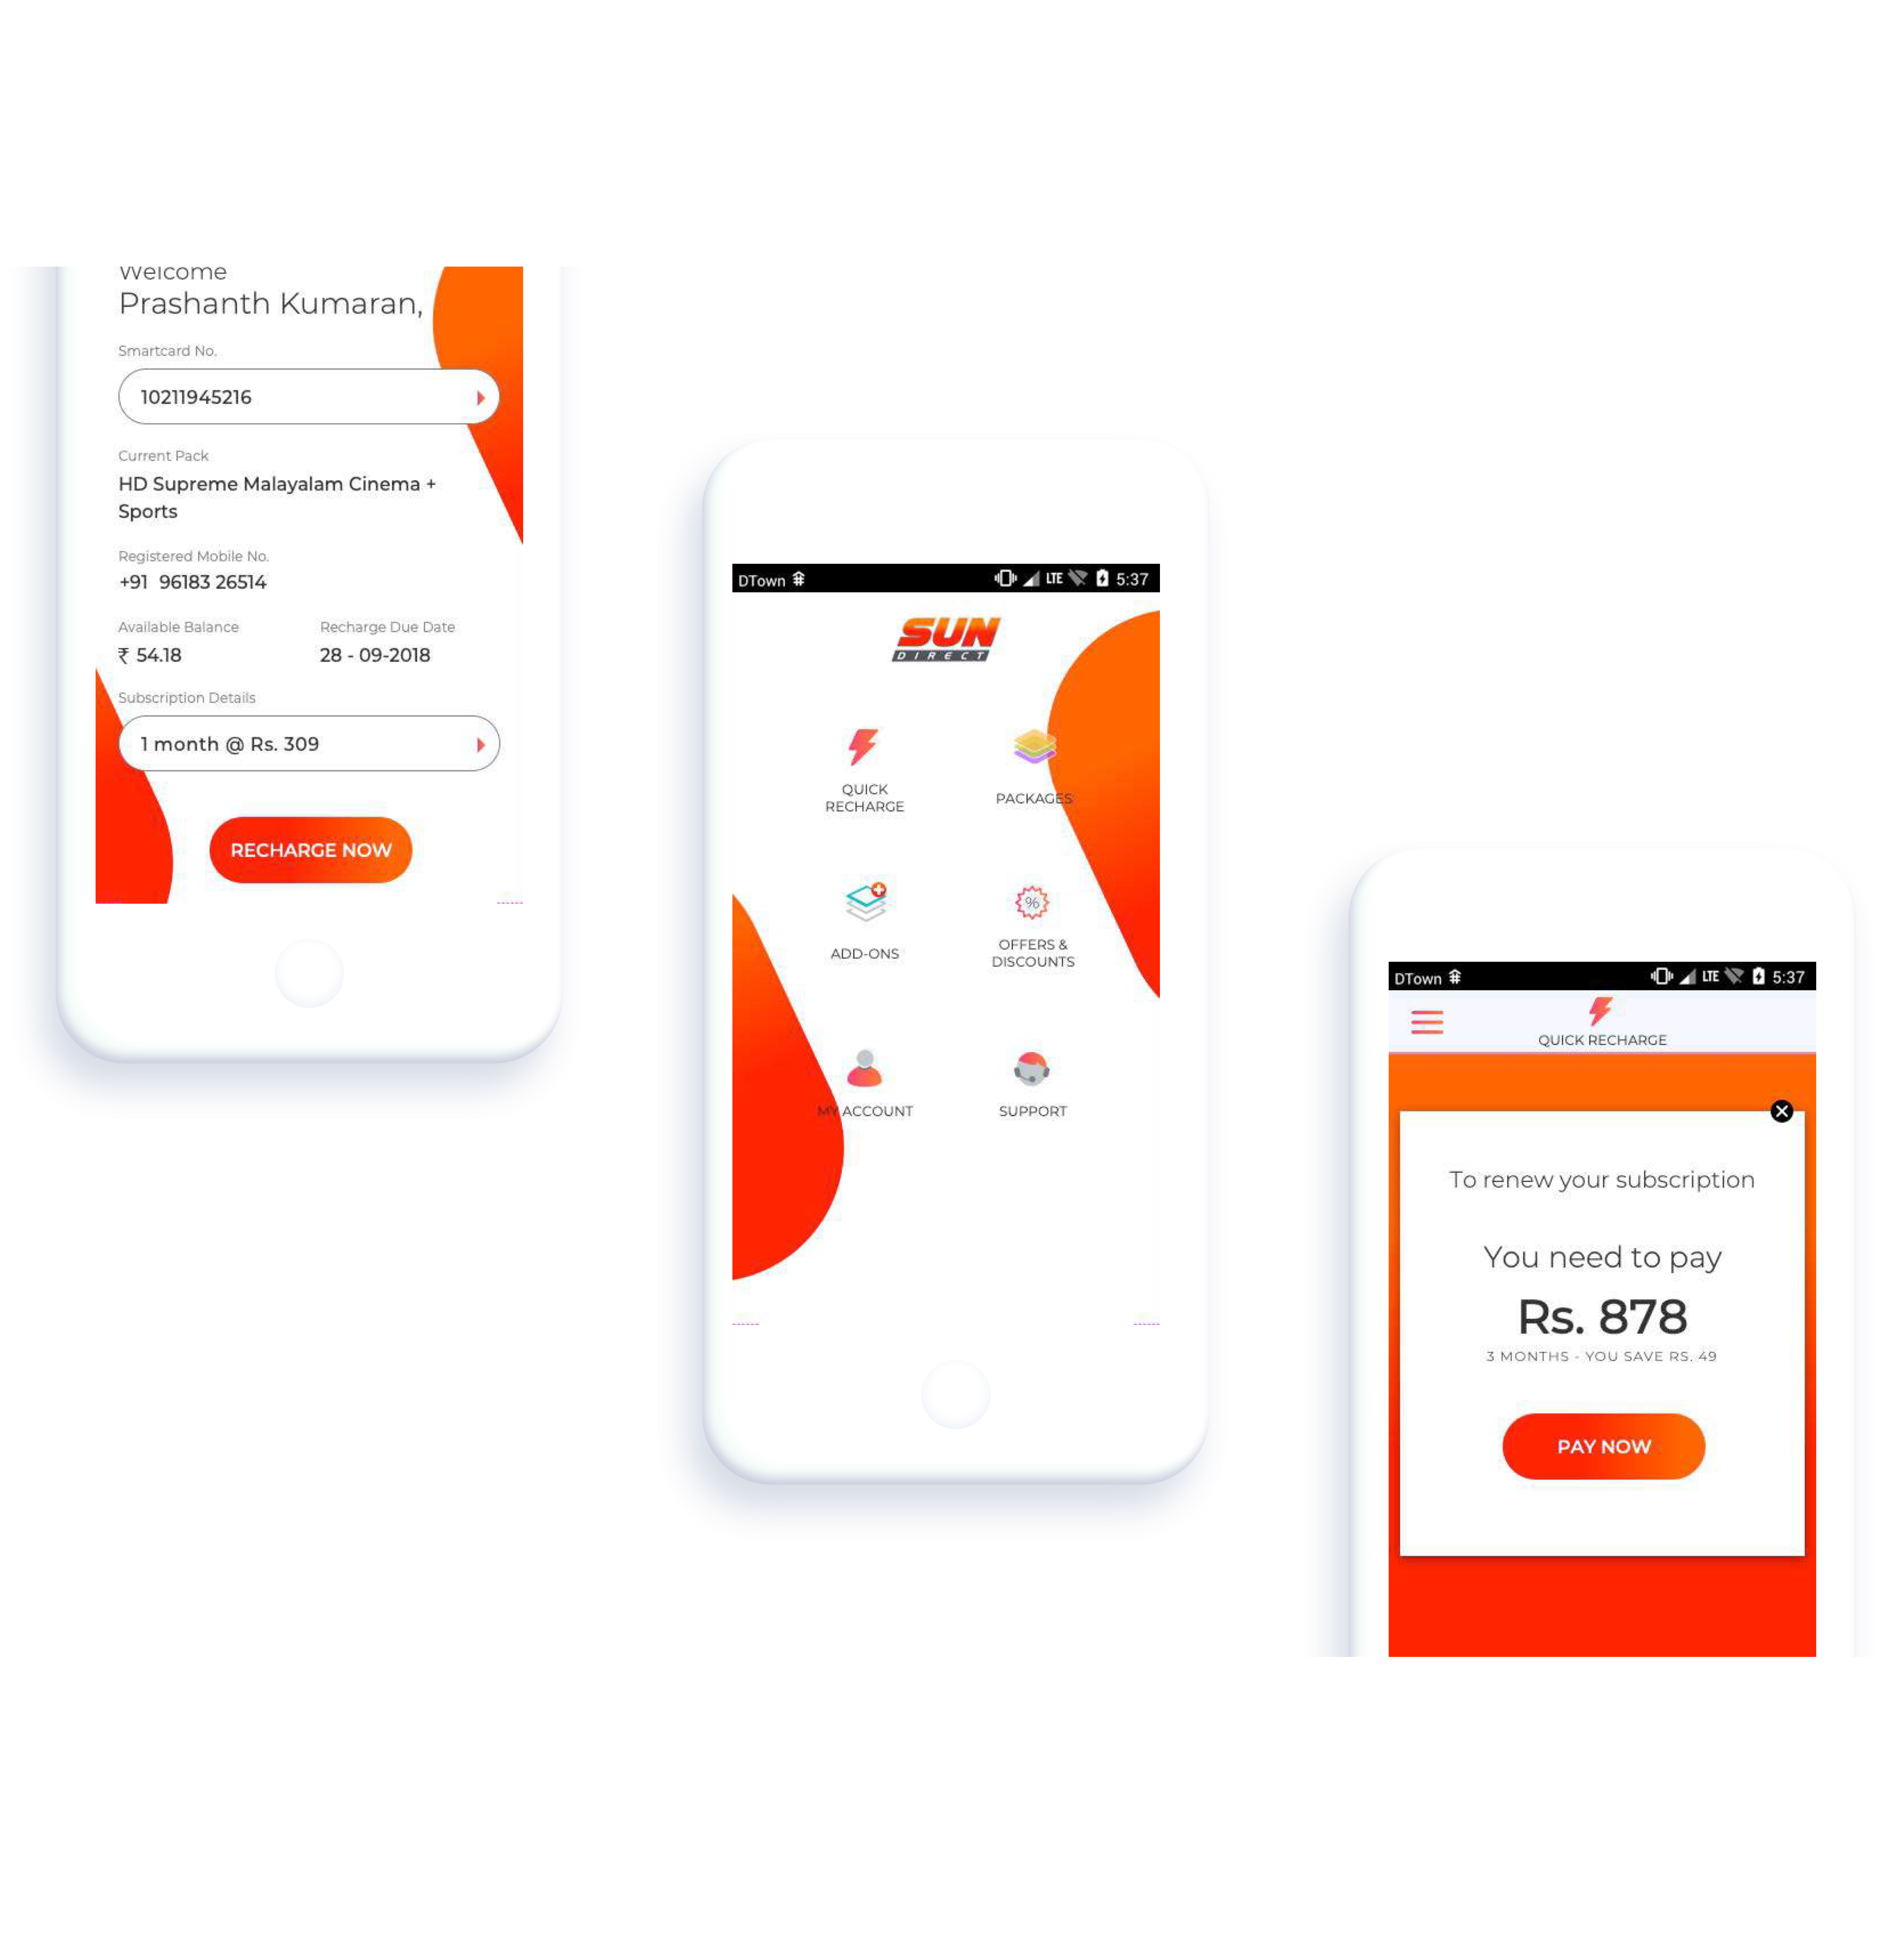 Welcome
Prashanth Kumaran,
Smartcard No.
10211945216
Current Pack
HD Supreme Malayalam Cinema +
Sports
Registered Mobile No.
+91 96183 26514
Available Balance Recharge Due Date
₹ 54.18 28 - 09-2018
Subscription Details
1 month @ Rs. 309
RECHARGE NOW
DTown LTE 5:37
SUN
DIRECT
QUICK
RECHARGE
PACKAGES
ADD-ONS
%
OFFERS &
DISCOUNTS
MY ACCOUNT
SUPPORT
DTown LTE 5:37
QUICK RECHARGE
To renew your subscription
You need to pay
Rs. 878
3 MONTHS - YOU SAVE RS. 49
PAY NOW